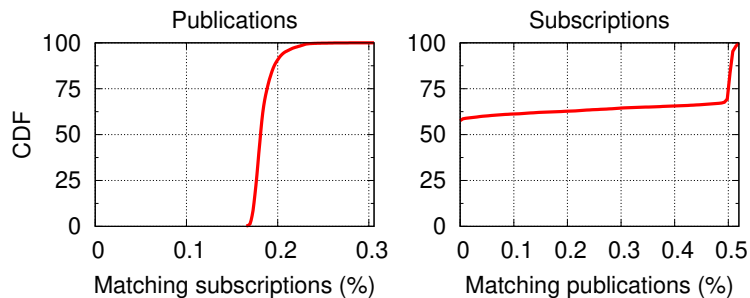 Publications
CDF
100
75
50
25
0
0 0.1 0.2 0.3
Matching subscriptions (%)
Subscriptions
100
75
50
25
0
0 0.1 0.2 0.3 0.4 0.5
Matching publications (%)